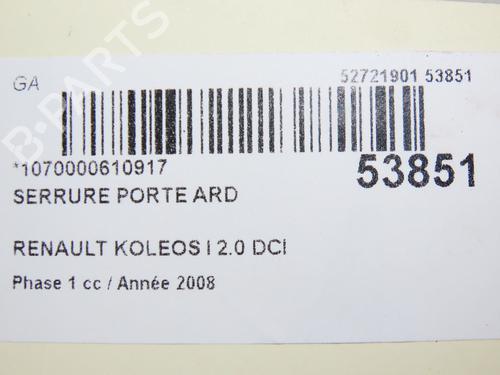 GA
52721901 53851
*1070000610917
53851
SERRURE PORTE ARD
RENAULT KOLEOS I 2.0 DCI
Phase 1 cc / Année 2008
B-PARTS